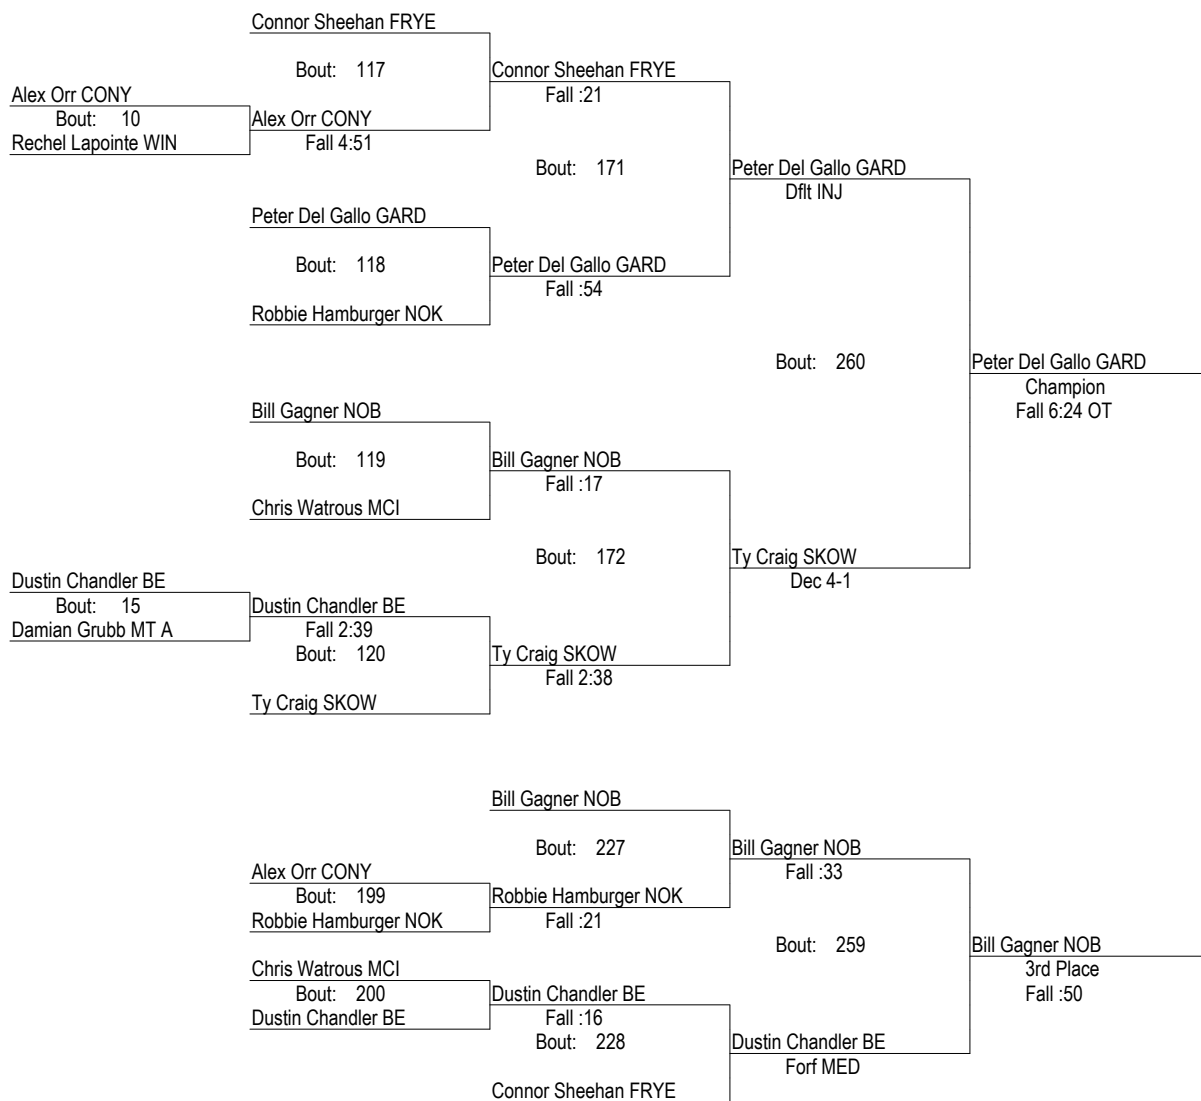 Connor Sheehan FRYE
Bout: 117
Connor Sheehan FRYE
Fall :21
Alex Orr CONY
Bout: 10
Alex Orr CONY
Rechel Lapointe WIN
Fall 4:51
Bout: 171
Peter Del Gallo GARD
Dflt INJ
Peter Del Gallo GARD
Bout: 118
Peter Del Gallo GARD
Fall :54
Robbie Hamburger NOK
Bout: 260
Peter Del Gallo GARD
Champion
Fall 6:24 OT
Bill Gagner NOB
Bout: 119
Bill Gagner NOB
Fall :17
Chris Watrous MCI
Bout: 172
Ty Craig SKOW
Dec 4-1
Dustin Chandler BE
Bout: 15
Dustin Chandler BE
Damian Grubb MT A
Fall 2:39
Bout: 120
Ty Craig SKOW
Fall 2:38
Ty Craig SKOW
Bill Gagner NOB
Bout: 227
Bill Gagner NOB
Fall :33
Alex Orr CONY
Bout: 199
Robbie Hamburger NOK
Robbie Hamburger NOK
Fall :21
Bout: 259
Bill Gagner NOB
3rd Place
Fall :50
Chris Watrous MCI
Bout: 200
Dustin Chandler BE
Dustin Chandler BE
Fall :16
Bout: 228
Dustin Chandler BE
Forf MED
Connor Sheehan FRYE